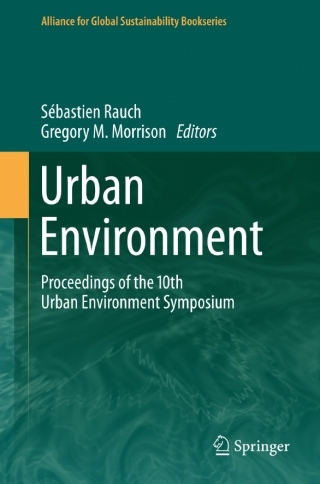 Alliance for Global Sustainability Bookseries
Sébastien Rauch
Gregory M. Morrison Editors
Urban
Environment
Proceedings of the 10th
Urban Environment Symposium
Springer